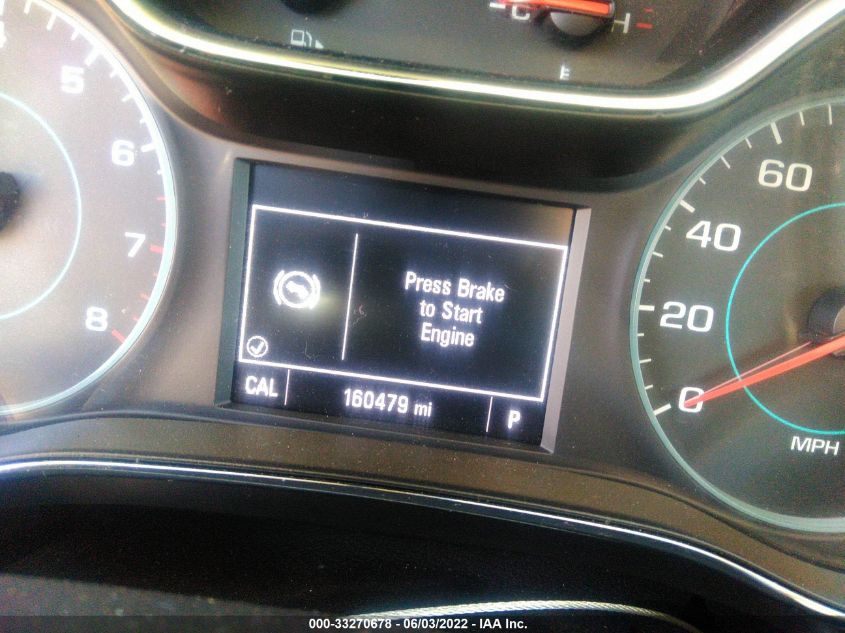 C H
4
5
6
7
8
60
40
20
0
MPH
Press Brake
to Start
Engine
CAL 160479 mi P
000-33270678 - 06/03/2022 - IAA Inc.